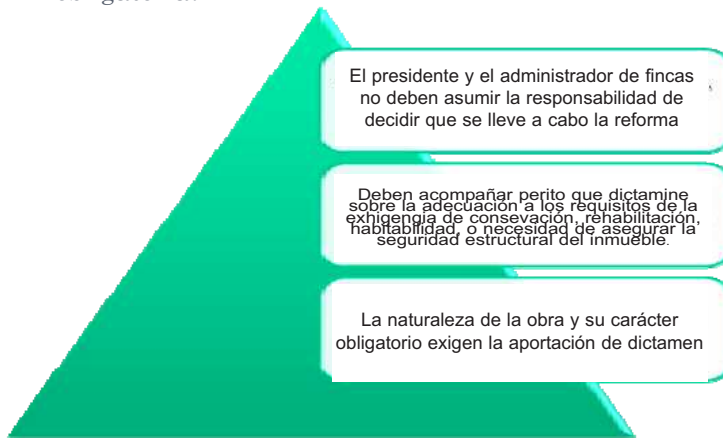 El presidente y el administrador de fincas
no deben asumir la responsabilidad de
decidir que se lleve a cabo la reforma
Deben acompañar perito que dictamine
sobre la adecuación a los requisitos de la
exhigengia de consevación, rehabilitación,
habitabilidad, o necesidad de asegurar la
seguridad estructural del inmueble.
La naturaleza de la obra y su carácter
obligatorio exigen la aportación de dictamen